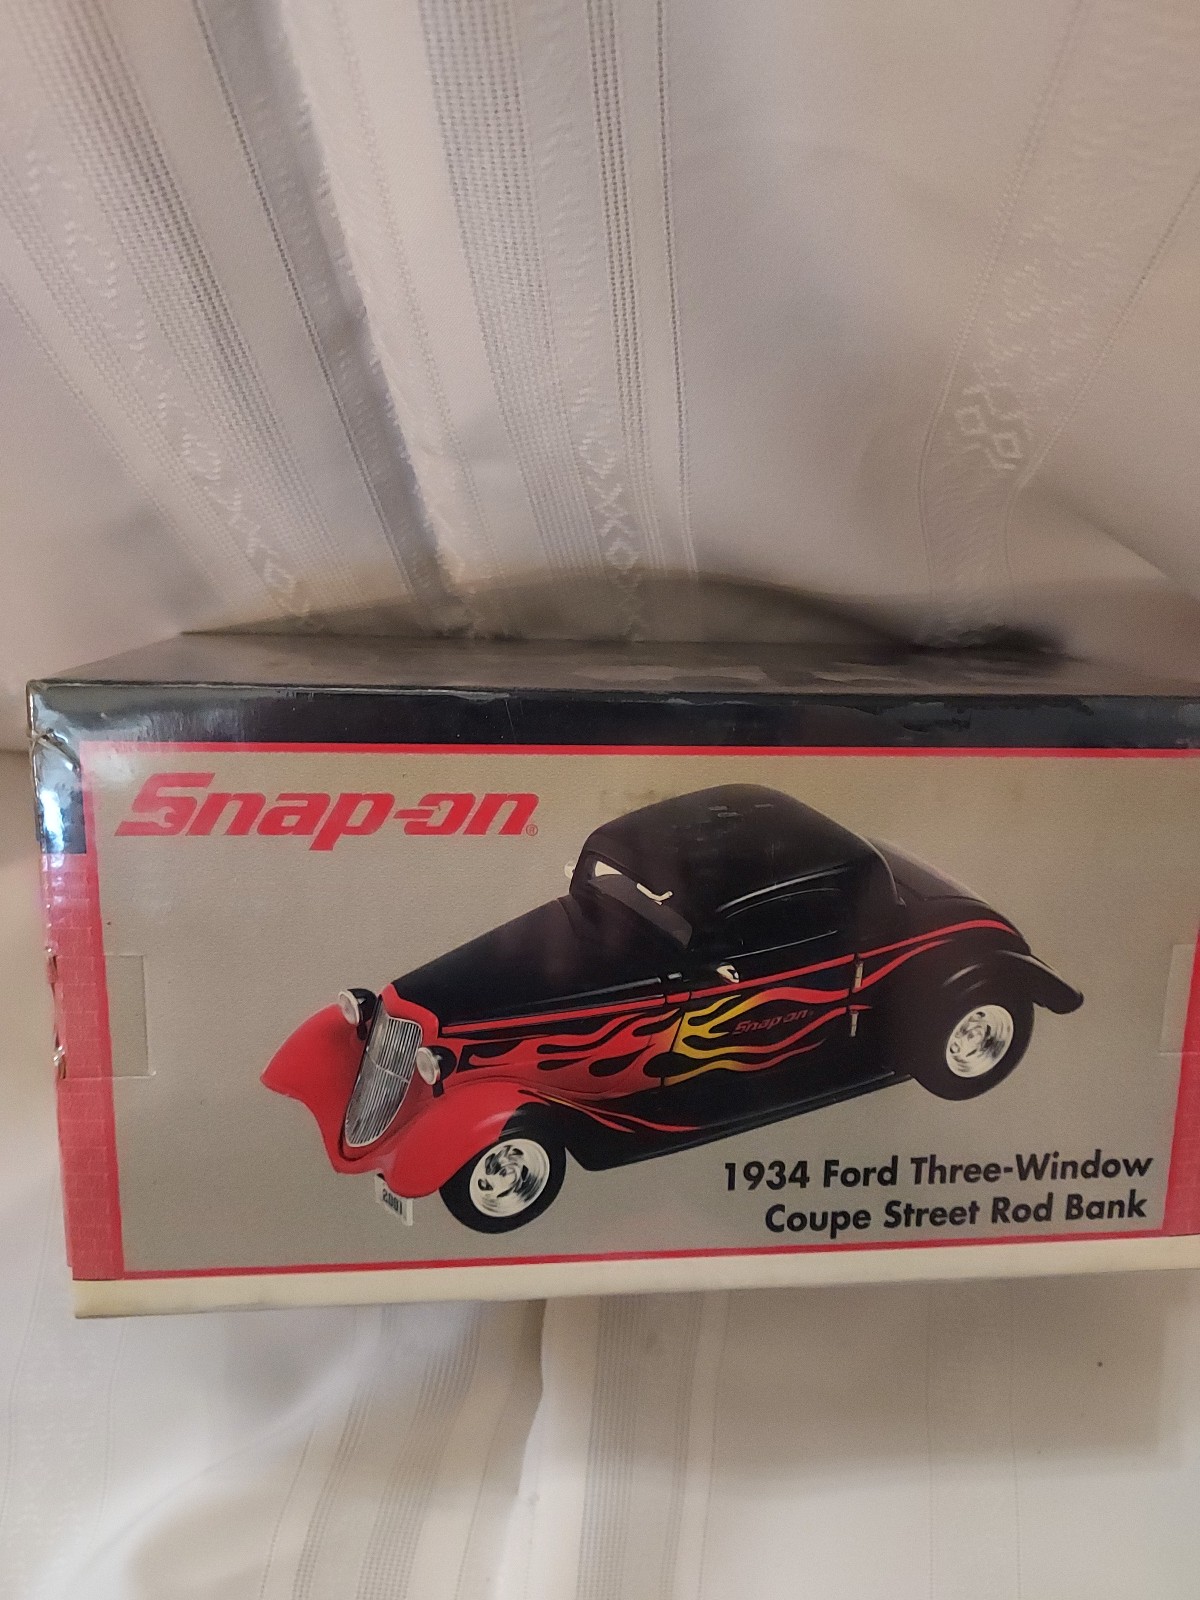 Snap-on®
Snap-on
2001
1934 Ford Three-Window
Coupe Street Rod Bank